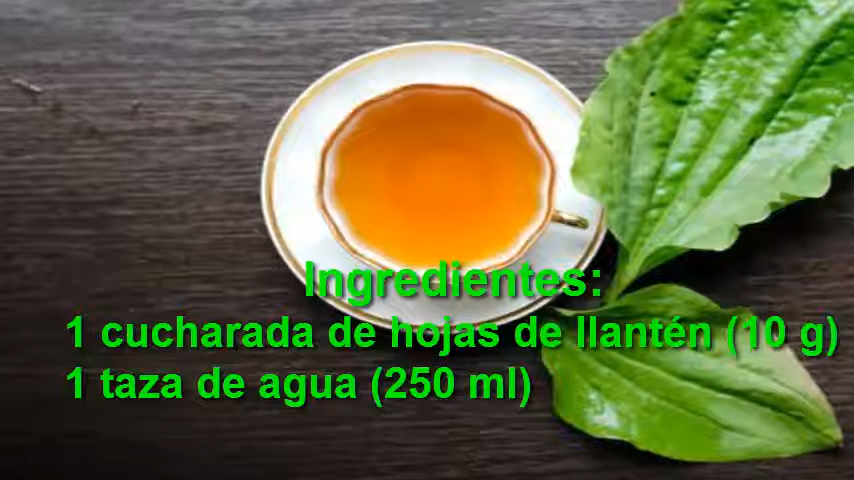 Ingredientes:
1 cucharada de hojas de llantén (10 g)
1 taza de agua (250 ml)